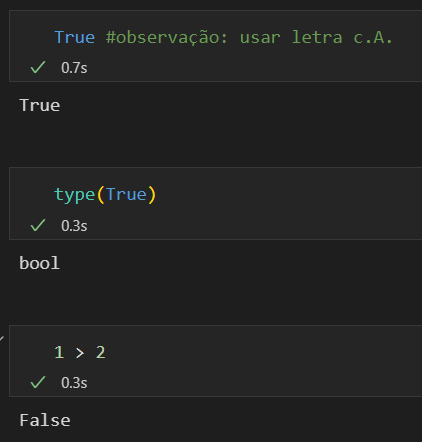 True #observação: usar letra c.A.
0.7s
True
type(True)
0.3s
bool
1 > 2
0.3s
False